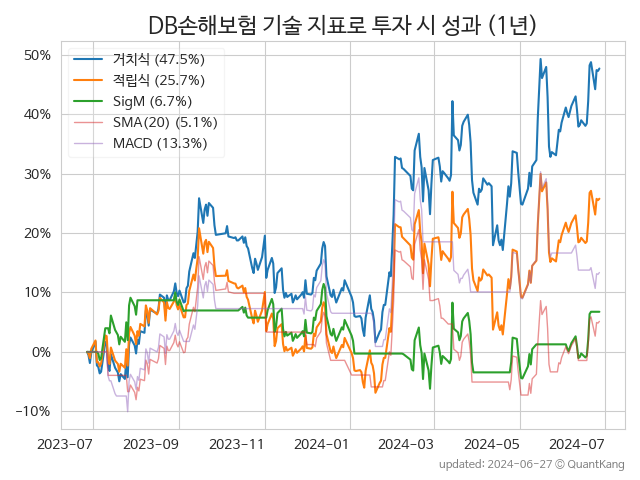 DB손해보험 기술 지표로 투자 시 성과 (1년)
거치식 (47.5%)
적립식 (25.7%)
SigM (6.7%)
SMA(20) (5.1%)
MACD (13.3%)
50%
40%
30%
20%
10%
0%
−10%
2023-07 2023-09 2023-11 2024-01 2024-03 2024-05 2024-07
updated: 2024-06-27 ⓒ QuantKang